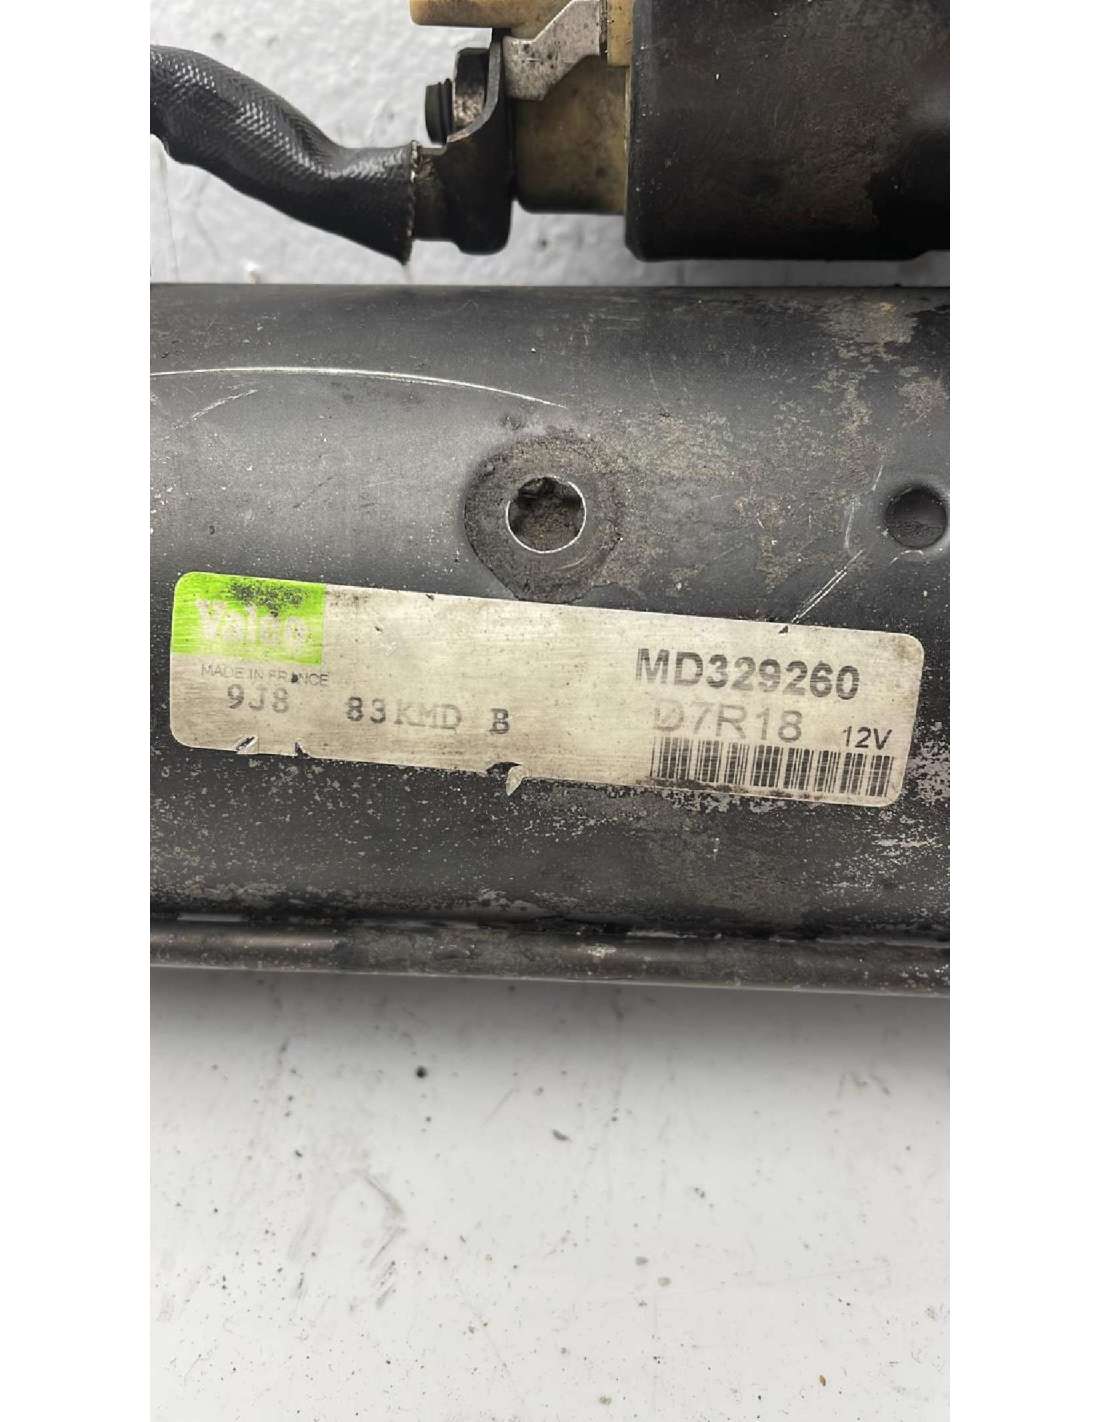 Valeo
MADE IN FRANCE
9J8 83KMD B
MD329260
D7R18 12V